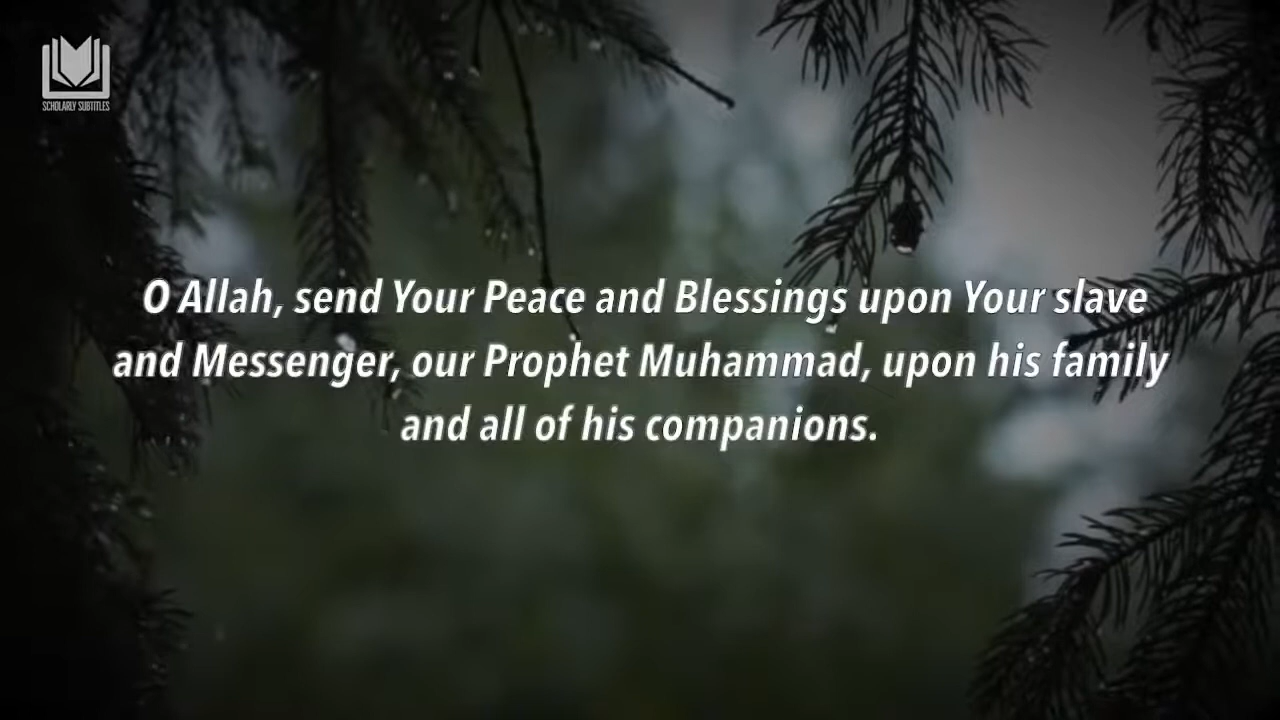 SCHOLARLY SUBTITLES
O Allah, send Your Peace and Blessings upon Your slave
and Messenger, our Prophet Muhammad, upon his family
and all of his companions.